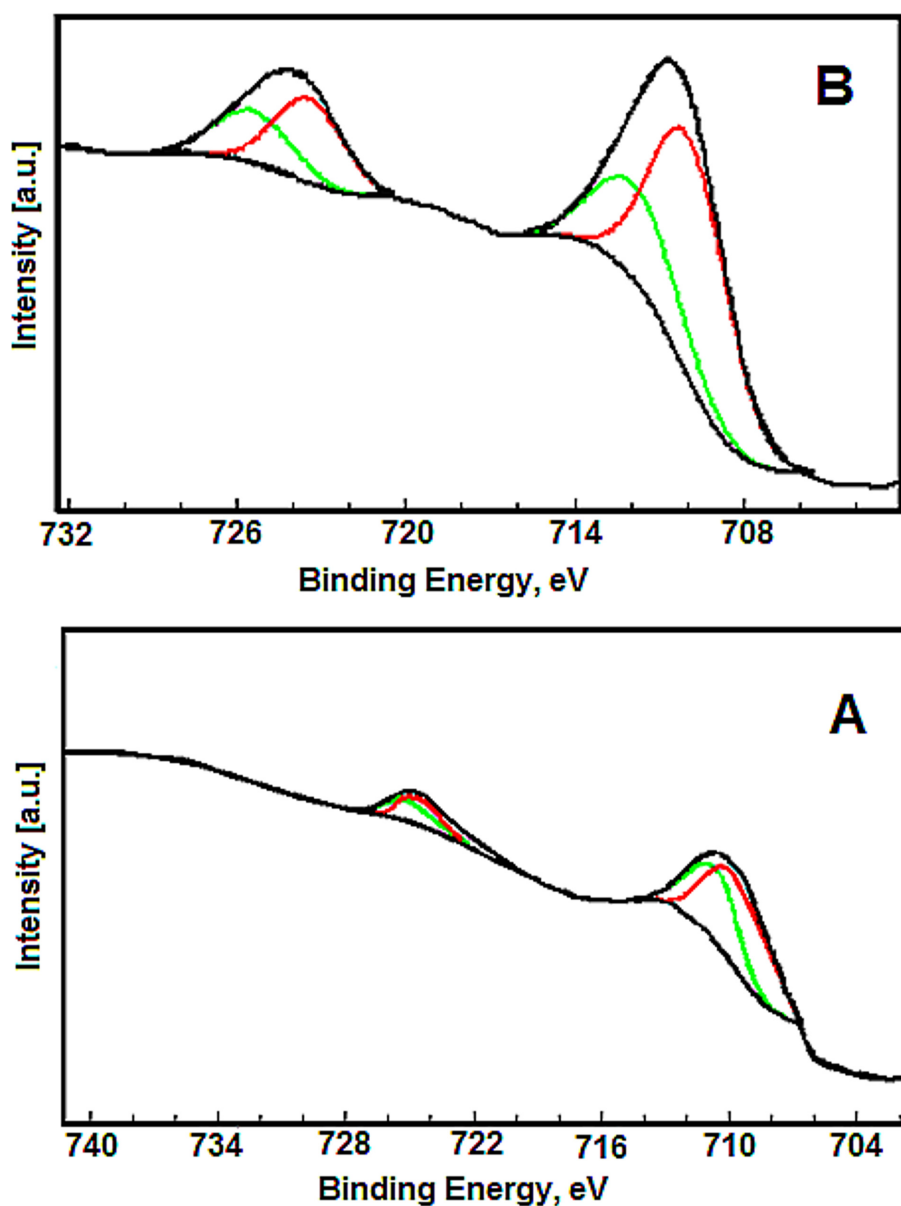 B
Intensity [a.u.]
732 726 720 714 708
Binding Energy, eV
A
Intensity [a.u.]
740 734 728 722 716 710 704
Binding Energy, eV